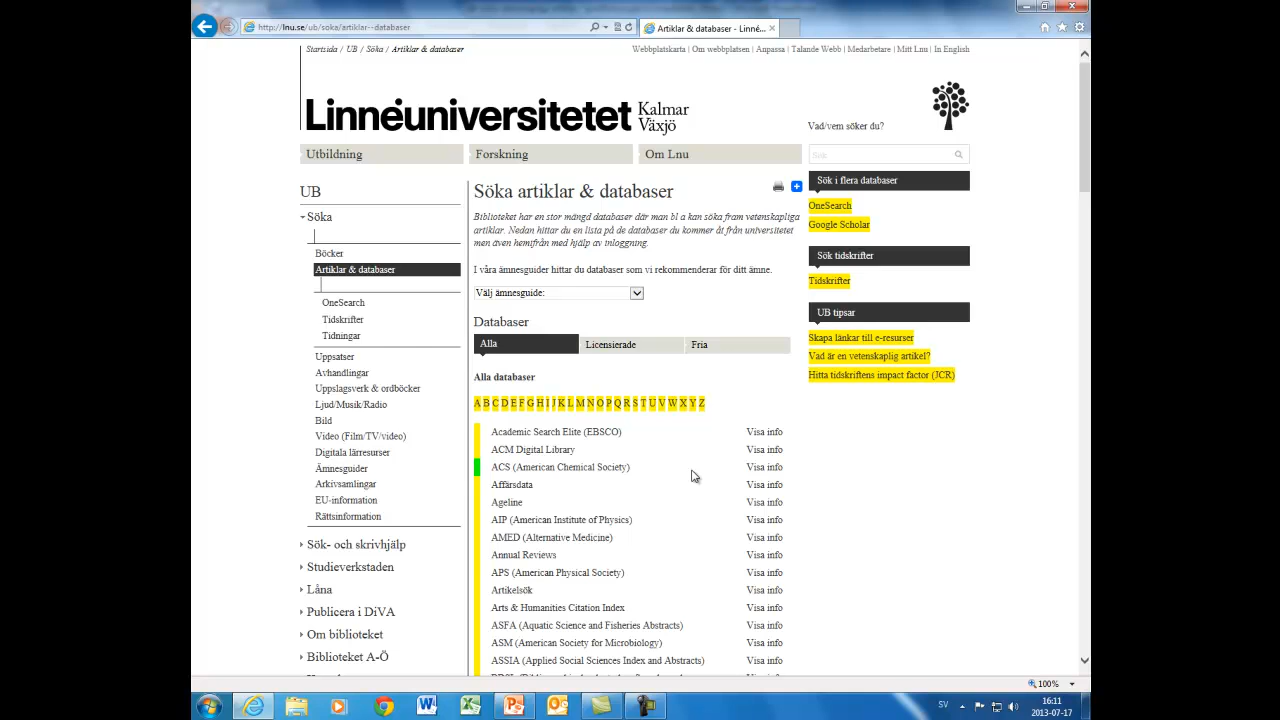 http://lnu.se/ub/soka/artiklar--databaser
Artiklar & databaser - Linné...
Startsida / UB / Söka / Artiklar & databaser
Webbplatskarta | Om webbplatsen | Anpassa | Talande Webb | Medarbetare | Mitt Lnu | In English
Linnéuniversitetet
Kalmar
Växjö
Vad/vem söker du?
Utbildning
Forskning
Om Lnu
Sök
UB
Söka
Böcker
Artiklar & databaser
OneSearch
Tidskrifter
Tidningar
Uppsatser
Avhandlingar
Uppslagsverk & ordböcker
Ljud/Musik/Radio
Bild
Video (Film/TV/video)
Digitala lärresurser
Ämnesguider
Arkivsamlingar
EU-information
Rättsinformation
Sök- och skrivhjälp
Studieverkstaden
Låna
Publicera i DiVA
Om biblioteket
Biblioteket A-Ö
Söka artiklar & databaser
Biblioteket har en stor mängd databaser där man bl a kan söka fram vetenskapliga
artiklar. Nedan hittar du en lista på de databaser du kommer åt från universitetet
men även hemifrån med hjälp av inloggning.
I våra ämnesguider hittar du databaser som vi rekommenderar för ditt ämne.
Välj ämnesguide:
Databaser
Alla
Licensierade
Fria
Alla databaser
A B C D E F G H I J K L M N O P Q R S T U V W X Y Z
Academic Search Elite (EBSCO) Visa info
ACM Digital Library Visa info
ACS (American Chemical Society) Visa info
Affärsdata Visa info
Ageline Visa info
AIP (American Institute of Physics) Visa info
AMED (Alternative Medicine) Visa info
Annual Reviews Visa info
APS (American Physical Society) Visa info
Artikelsök Visa info
Arts & Humanities Citation Index Visa info
ASFA (Aquatic Science and Fisheries Abstracts) Visa info
ASM (American Society for Microbiology) Visa info
ASSIA (Applied Social Sciences Index and Abstracts) Visa info
Sök i flera databaser
OneSearch
Google Scholar
Sök tidskrifter
Tidskrifter
UB tipsar
Skapa länkar till e-resurser
Vad är en vetenskaplig artikel?
Hitta tidskriftens impact factor (JCR)
100%
SV
16:11
2013-07-17